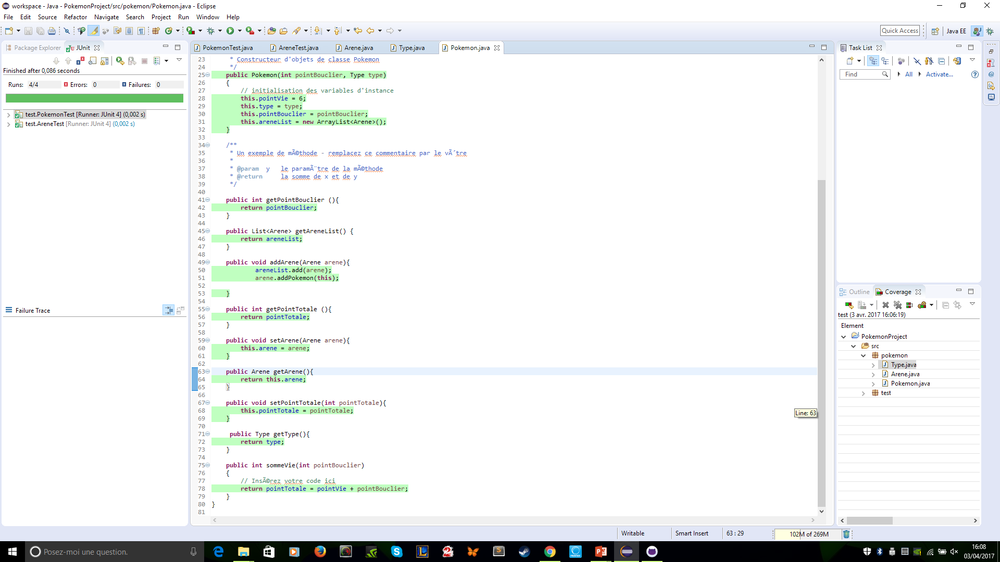 workspace - Java - PokemonProject/src/pokemon/Pokemon.java - Eclipse
File Edit Source Refactor Navigate Search Project Run Window Help
Quick Access
Java EE
Package Explorer
JUnit
Finished after 0,086 seconds
Runs: 4/4 Errors: 0 Failures: 0
test.PokemonTest [Runner: JUnit 4] (0,002 s)
test.AreneTest [Runner: JUnit 4] (0,002 s)
Failure Trace
PokemonTest.java AreneTest.java Arene.java Type.java Pokemon.java
23 * Constructeur d'objets de classe Pokemon
24 */
25 public Pokemon(int pointBouclier, Type type)
26 {
27 // initialisation des variables d'instance
28 this.pointVie = 6;
29 this.type = type;
30 this.pointBouclier = pointBouclier;
31 this.areneList = new ArrayList<Arene>();
32 }
33
34 /**
35 * Un exemple de mÃ©thode - remplacez ce commentaire par le vÃ´tre
36 *
37 * @param y le paramÃ¨tre de la mÃ©thode
38 * @return la somme de x et de y
39 */
40
41 public int getPointBouclier (){
42 return pointBouclier;
43 }
44
45 public List<Arene> getAreneList() {
46 return areneList;
47 }
48
49 public void addArene(Arene arene){
50 areneList.add(arene);
51 arene.addPokemon(this);
52
53 }
54
55 public int getPointTotale (){
56 return pointTotale;
57 }
58
59 public void setArene(Arene arene){
60 this.arene = arene;
61 }
62
63 public Arene getArene(){
64 return this.arene;
65 }
66
67 public void setPointTotale(int pointTotale){
68 this.pointTotale = pointTotale;
69 }
70
71 public Type getType(){
72 return type;
73 }
74
75 public int sommeVie(int pointBouclier)
76 {
77 // InsÃ©rez votre code ici
78 return pointTotale = pointVie + pointBouclier;
79 }
80 }
81
Line: 63
Task List
Find
All
Activate...
Outline
Coverage
test (3 avr. 2017 16:06:19)
Element
PokemonProject
src
pokemon
Type.java
Arene.java
Pokemon.java
test
Writable
Smart Insert
63 : 29
102M of 269M
Posez-moi une question.
16:08
03/04/2017